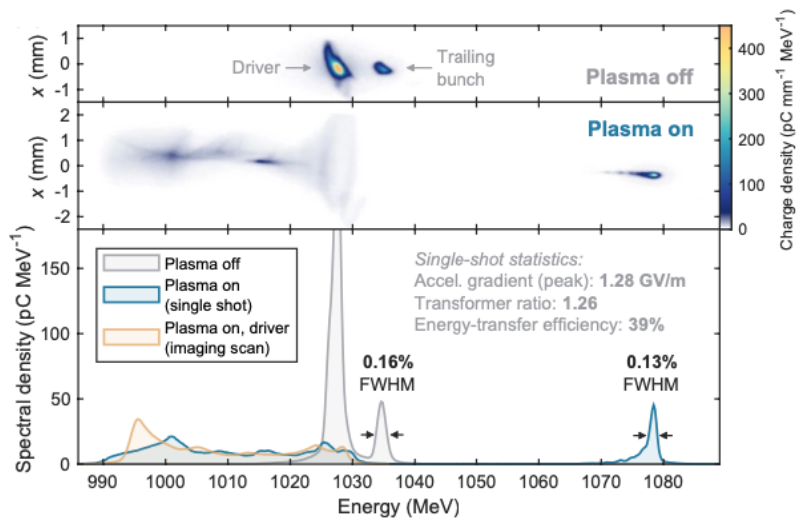 1
0
-1
x (mm)
Driver
Trailing
bunch
Plasma off
2
1
0
-1
-2
x (mm)
Plasma on
400
300
200
100
0
Charge density (pC mm⁻¹ MeV⁻¹)
150
100
50
0
Spectral density (pC MeV⁻¹)
Plasma off
Plasma on
(single shot)
Plasma on, driver
(imaging scan)
Single-shot statistics:
Accel. gradient (peak): 1.28 GV/m
Transformer ratio: 1.26
Energy-transfer efficiency: 39%
0.16%
FWHM
0.13%
FWHM
990 1000 1010 1020 1030 1040 1050 1060 1070 1080
Energy (MeV)